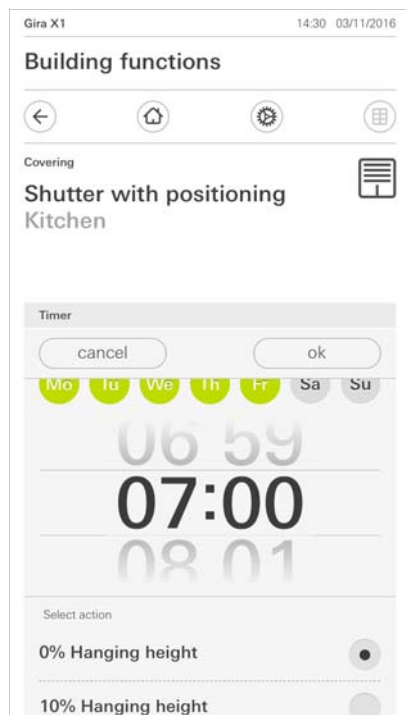 Gira X1 14:30 03/11/2016
Building functions
Covering
Shutter with positioning
Kitchen
Timer
cancel ok
Mo Tu We Th Fr Sa Su
06 59
07:00
08 01
Select action
0% Hanging height
10% Hanging height